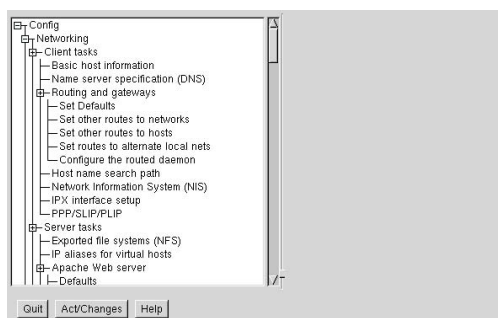 Config
Networking
Client tasks
Basic host information
Name server specification (DNS)
Routing and gateways
Set Defaults
Set other routes to networks
Set other routes to hosts
Set routes to alternate local nets
Configure the routed daemon
Host name search path
Network Information System (NIS)
IPX interface setup
PPP/SLIP/PLIP
Server tasks
Exported file systems (NFS)
IP aliases for virtual hosts
Apache Web server
Defaults
Quit Act/Changes Help